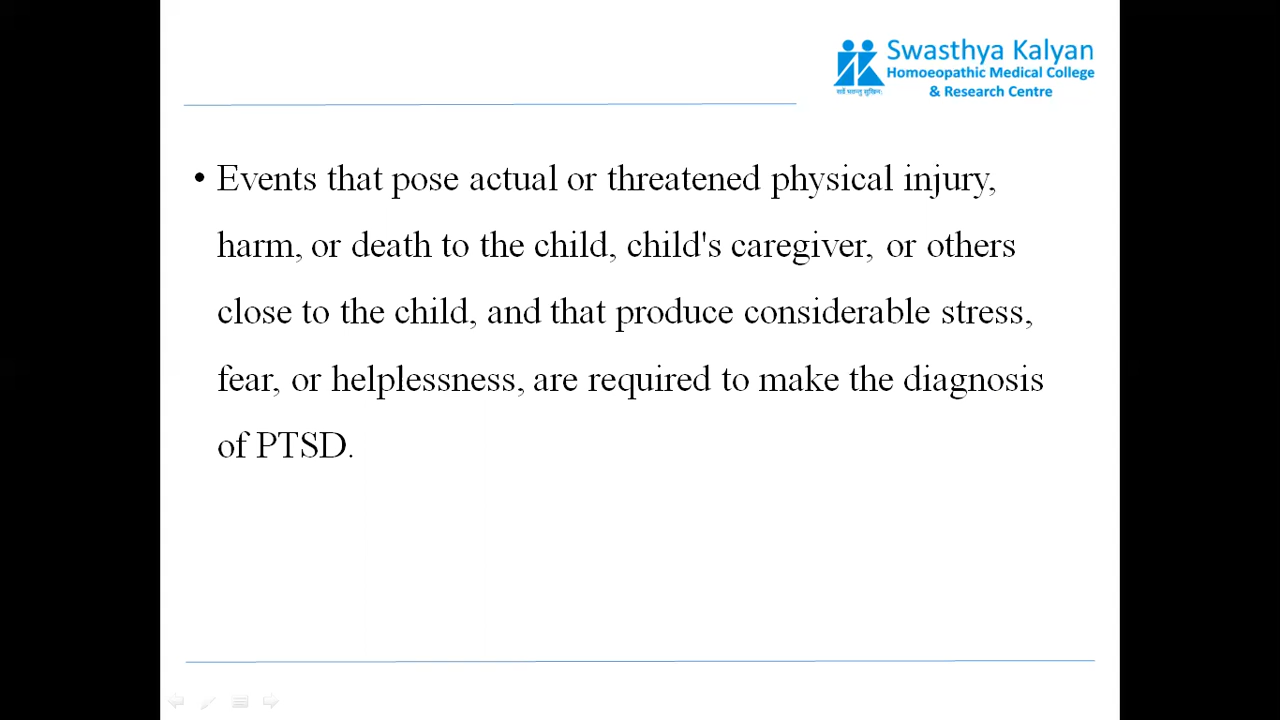 Swasthya Kalyan
Homoeopathic Medical College
& Research Centre
सर्वे भवन्तु सुखिनः
• Events that pose actual or threatened physical injury,
harm, or death to the child, child's caregiver, or others
close to the child, and that produce considerable stress,
fear, or helplessness, are required to make the diagnosis
of PTSD.